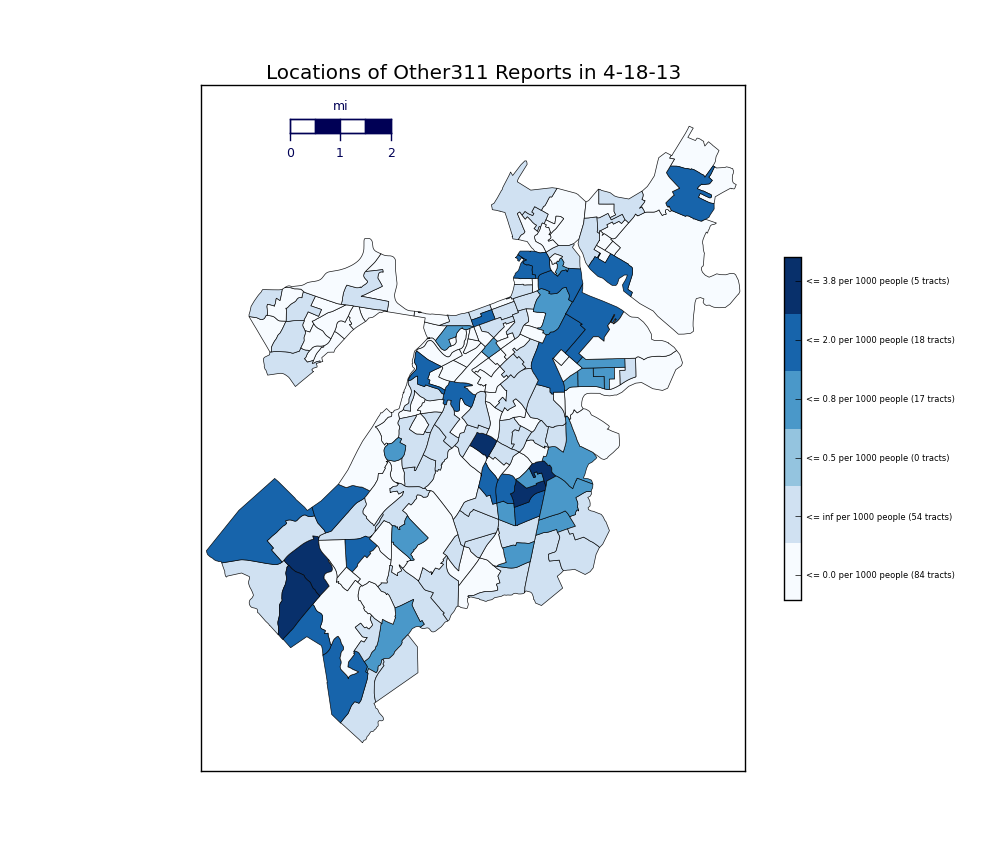 Locations of Other311 Reports in 4-18-13
mi
0 1 2
<= 3.8 per 1000 people (5 tracts)
<= 2.0 per 1000 people (18 tracts)
<= 0.8 per 1000 people (17 tracts)
<= 0.5 per 1000 people (0 tracts)
<= inf per 1000 people (54 tracts)
<= 0.0 per 1000 people (84 tracts)